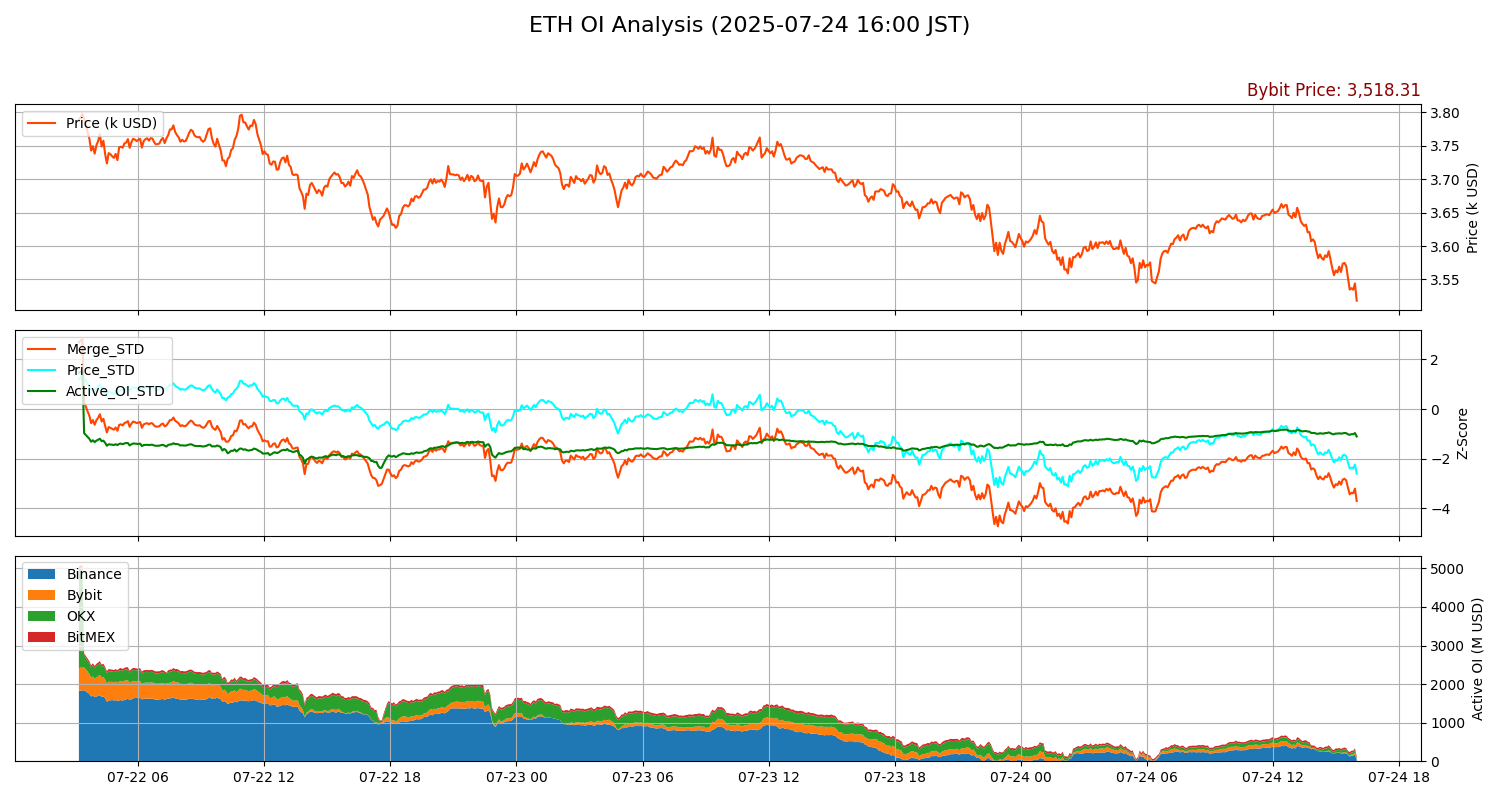 ETH OI Analysis (2025-07-24 16:00 JST)
Bybit Price: 3,518.31
Price (k USD)
3.80
3.75
3.70
3.65
3.60
3.55
Price (k USD)
Merge_STD
Price_STD
Active_OI_STD
2
0
−2
−4
Z-Score
Binance
Bybit
OKX
BitMEX
5000
4000
3000
2000
1000
0
Active OI (M USD)
07-22 06
07-22 12
07-22 18
07-23 00
07-23 06
07-23 12
07-23 18
07-24 00
07-24 06
07-24 12
07-24 18